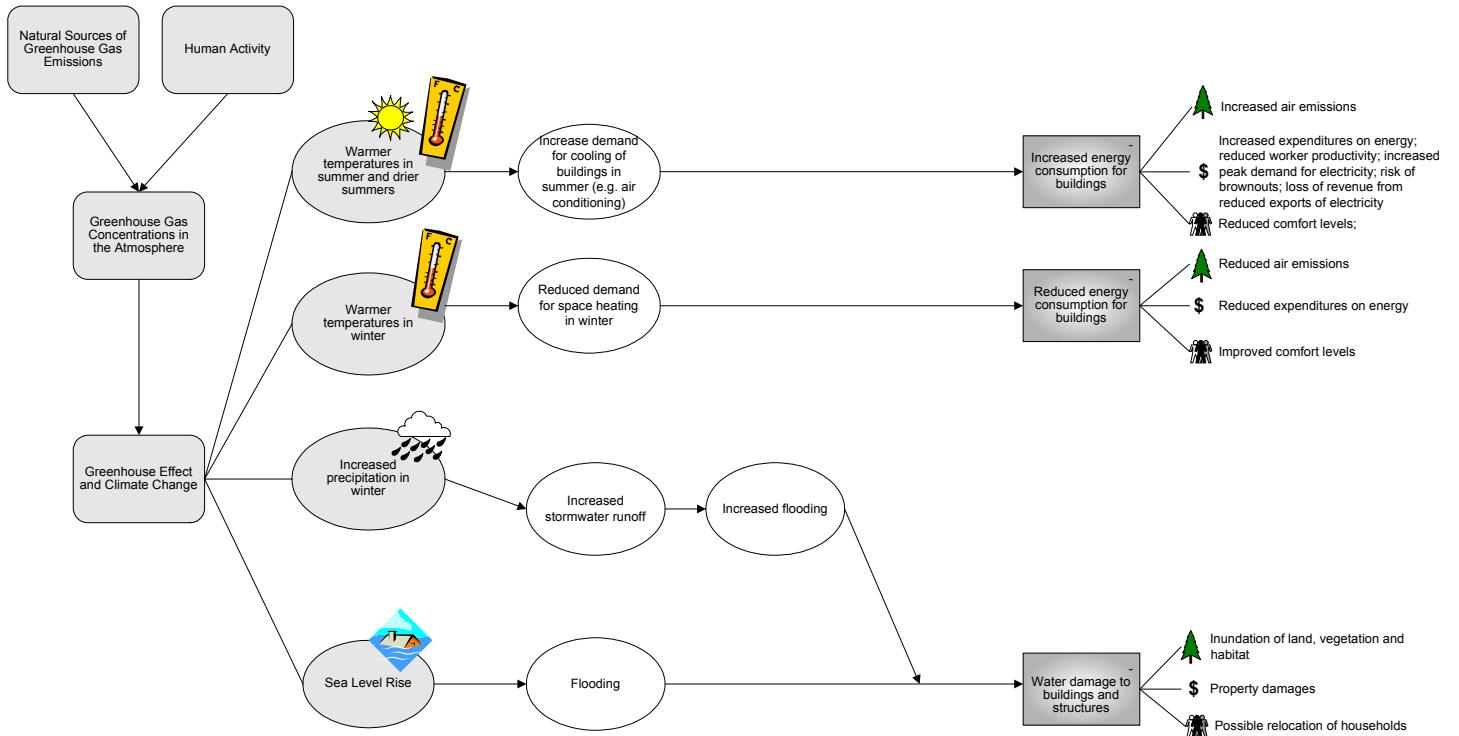 Natural Sources of
Greenhouse Gas
Emissions
Human Activity
Greenhouse Gas
Concentrations in
the Atmosphere
Greenhouse Effect
and Climate Change
F C
Warmer
temperatures in
summer and drier
summers
Increase demand
for cooling of
buildings in
summer (e.g. air
conditioning)
-
Increased energy
consumption for
buildings
Increased air emissions
$
Increased expenditures on energy;
reduced worker productivity; increased
peak demand for electricity; risk of
brownouts; loss of revenue from
reduced exports of electricity
Reduced comfort levels;
F C
Warmer
temperatures in
winter
Reduced demand
for space heating
in winter
-
Reduced energy
consumption for
buildings
Reduced air emissions
$ Reduced expenditures on energy
Improved comfort levels
Increased
precipitation in
winter
Increased
stormwater runoff
Increased flooding
Sea Level Rise
Flooding
-
Water damage to
buildings and
structures
Inundation of land, vegetation and
habitat
$ Property damages
Possible relocation of households